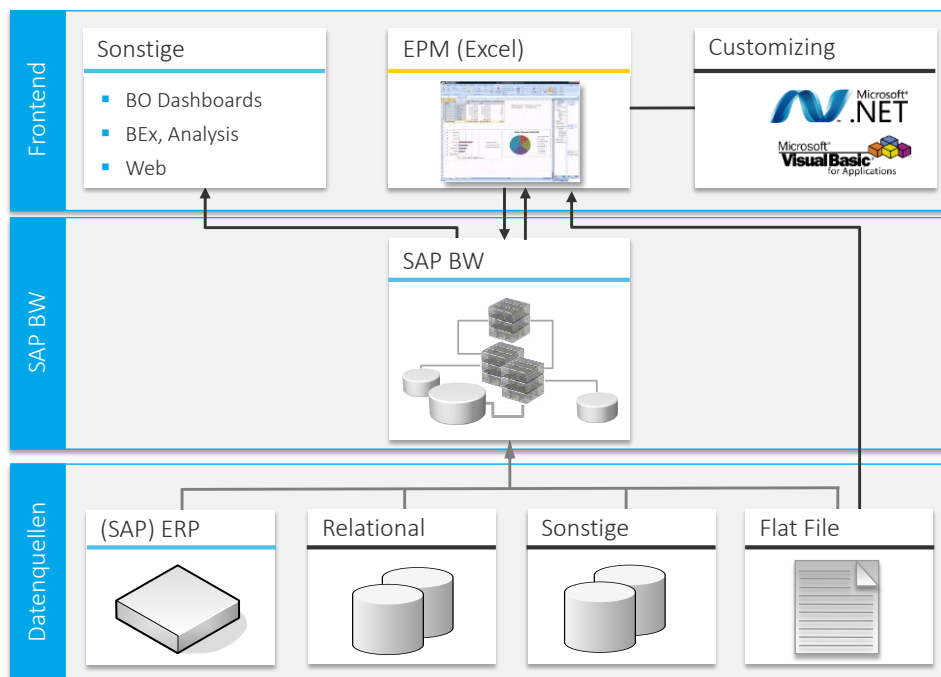 Frontend
Sonstige
BO Dashboards
BEx, Analysis
Web
EPM (Excel)
Customizing
Microsoft®
.NET
Microsoft®
Visual Basic®
for Applications
SAP BW
SAP BW
Datenquellen
(SAP) ERP
Relational
Sonstige
Flat File